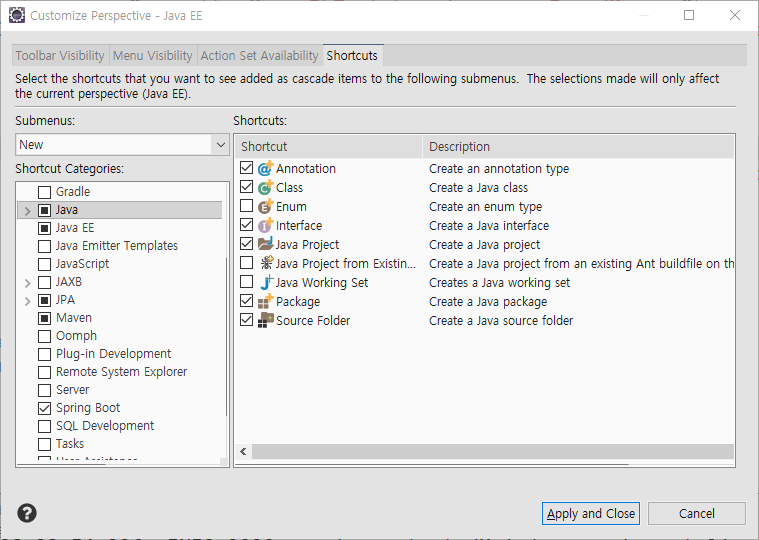 Customize Perspective - Java EE
Toolbar Visibility Menu Visibility Action Set Availability Shortcuts
Select the shortcuts that you want to see added as cascade items to the following submenus. The selections made will only affect
the current perspective (Java EE).
Submenus:
New
Shortcut Categories:
Gradle
Java
Java EE
Java Emitter Templates
JavaScript
JAXB
JPA
Maven
Oomph
Plug-in Development
Remote System Explorer
Server
Spring Boot
SQL Development
Tasks
User Assistance
Shortcuts:
Shortcut Description
Annotation Create an annotation type
Class Create a Java class
Enum Create an enum type
Interface Create a Java interface
Java Project Create a Java project
Java Project from Existin... Create a Java project from an existing Ant buildfile on th
Java Working Set Creates a Java working set
Package Create a Java package
Source Folder Create a Java source folder
Apply and Close Cancel